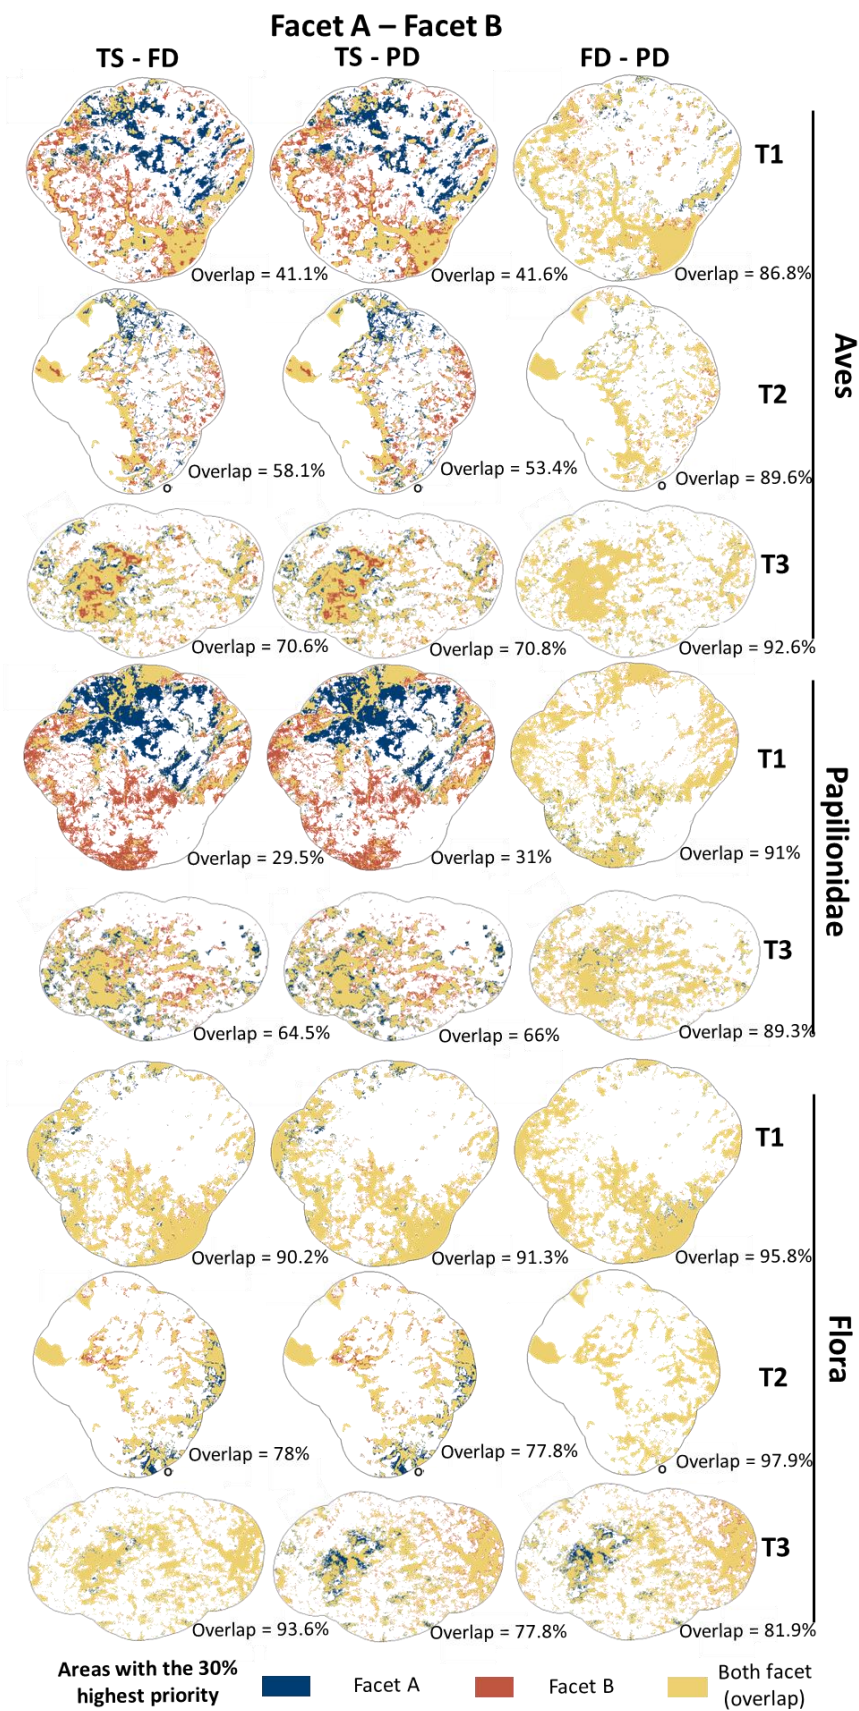 Facet A – Facet B
TS - FD TS - PD FD - PD
T1
Overlap = 41.1% Overlap = 41.6% Overlap = 86.8%
Aves
T2
Overlap = 58.1% Overlap = 53.4% Overlap = 89.6%
T3
Overlap = 70.6% Overlap = 70.8% Overlap = 92.6%
T1
Papilionidae
Overlap = 29.5% Overlap = 31% Overlap = 91%
T3
Overlap = 64.5% Overlap = 66% Overlap = 89.3%
T1
Overlap = 90.2% Overlap = 91.3% Overlap = 95.8%
Flora
T2
Overlap = 78% Overlap = 77.8% Overlap = 97.9%
T3
Overlap = 93.6% Overlap = 77.8% Overlap = 81.9%
Areas with the 30%
highest priority
Facet A
Facet B
Both facet
(overlap)